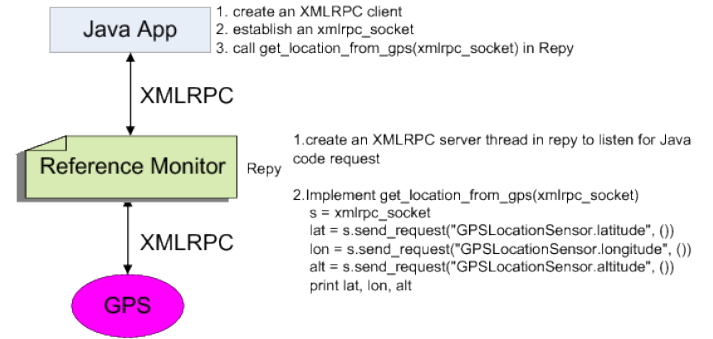 Java App
1. create an XMLRPC client
2. establish an xmlrpc_socket
3. call get_location_from_gps(xmlrpc_socket) in Repy
XMLRPC
Reference Monitor
Repy
1.create an XMLRPC server thread in repy to listen for Java
code request
2.Implement get_location_from_gps(xmlrpc_socket)
s = xmlrpc_socket
lat = s.send_request("GPSLocationSensor.latitude", ())
lon = s.send_request("GPSLocationSensor.longitude", ())
alt = s.send_request("GPSLocationSensor.altitude", ())
print lat, lon, alt
XMLRPC
GPS